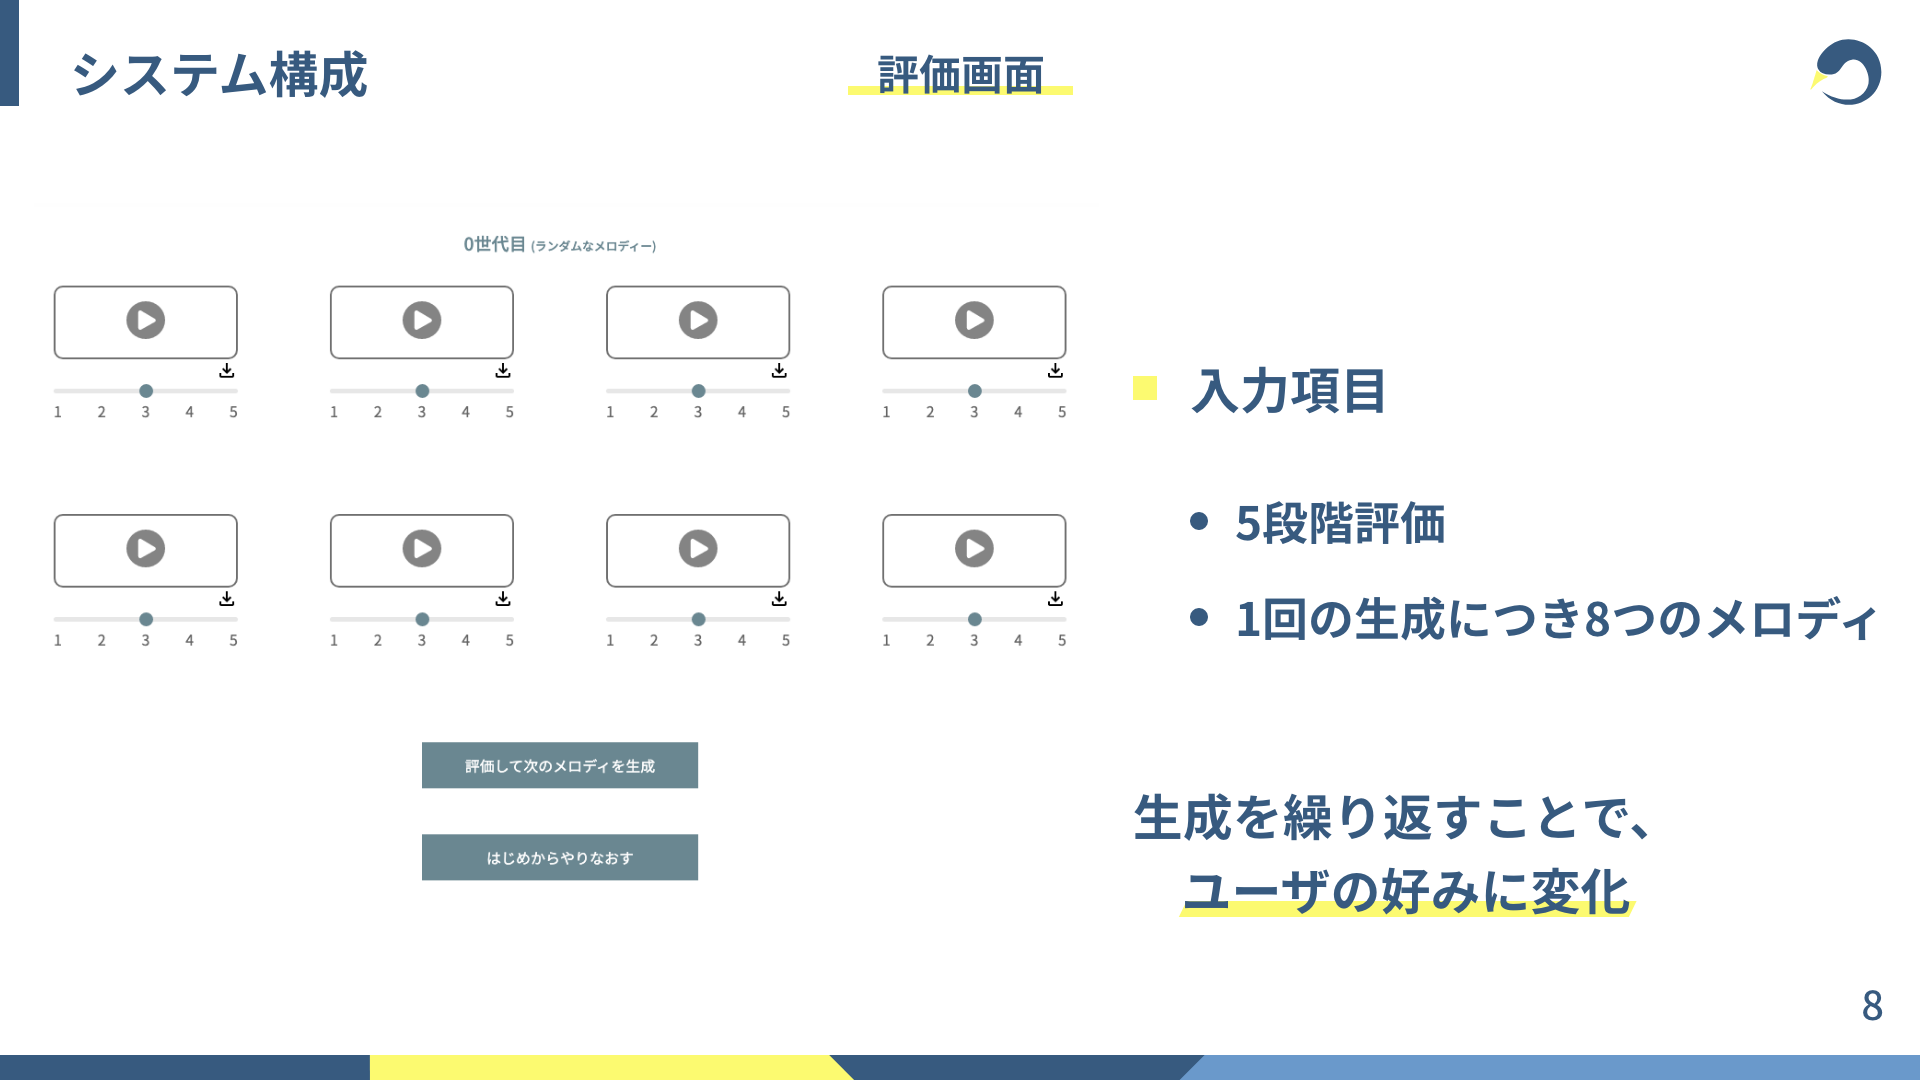 システム構成
評価画面
0世代目 (ランダムなメロディー)
1 2 3 4 5
1 2 3 4 5
1 2 3 4 5
1 2 3 4 5
1 2 3 4 5
1 2 3 4 5
1 2 3 4 5
1 2 3 4 5
評価して次のメロディを生成
はじめからやりなおす
入力項目
5段階評価
1回の生成につき8つのメロディ
生成を繰り返すことで、
ユーザの好みに変化
8